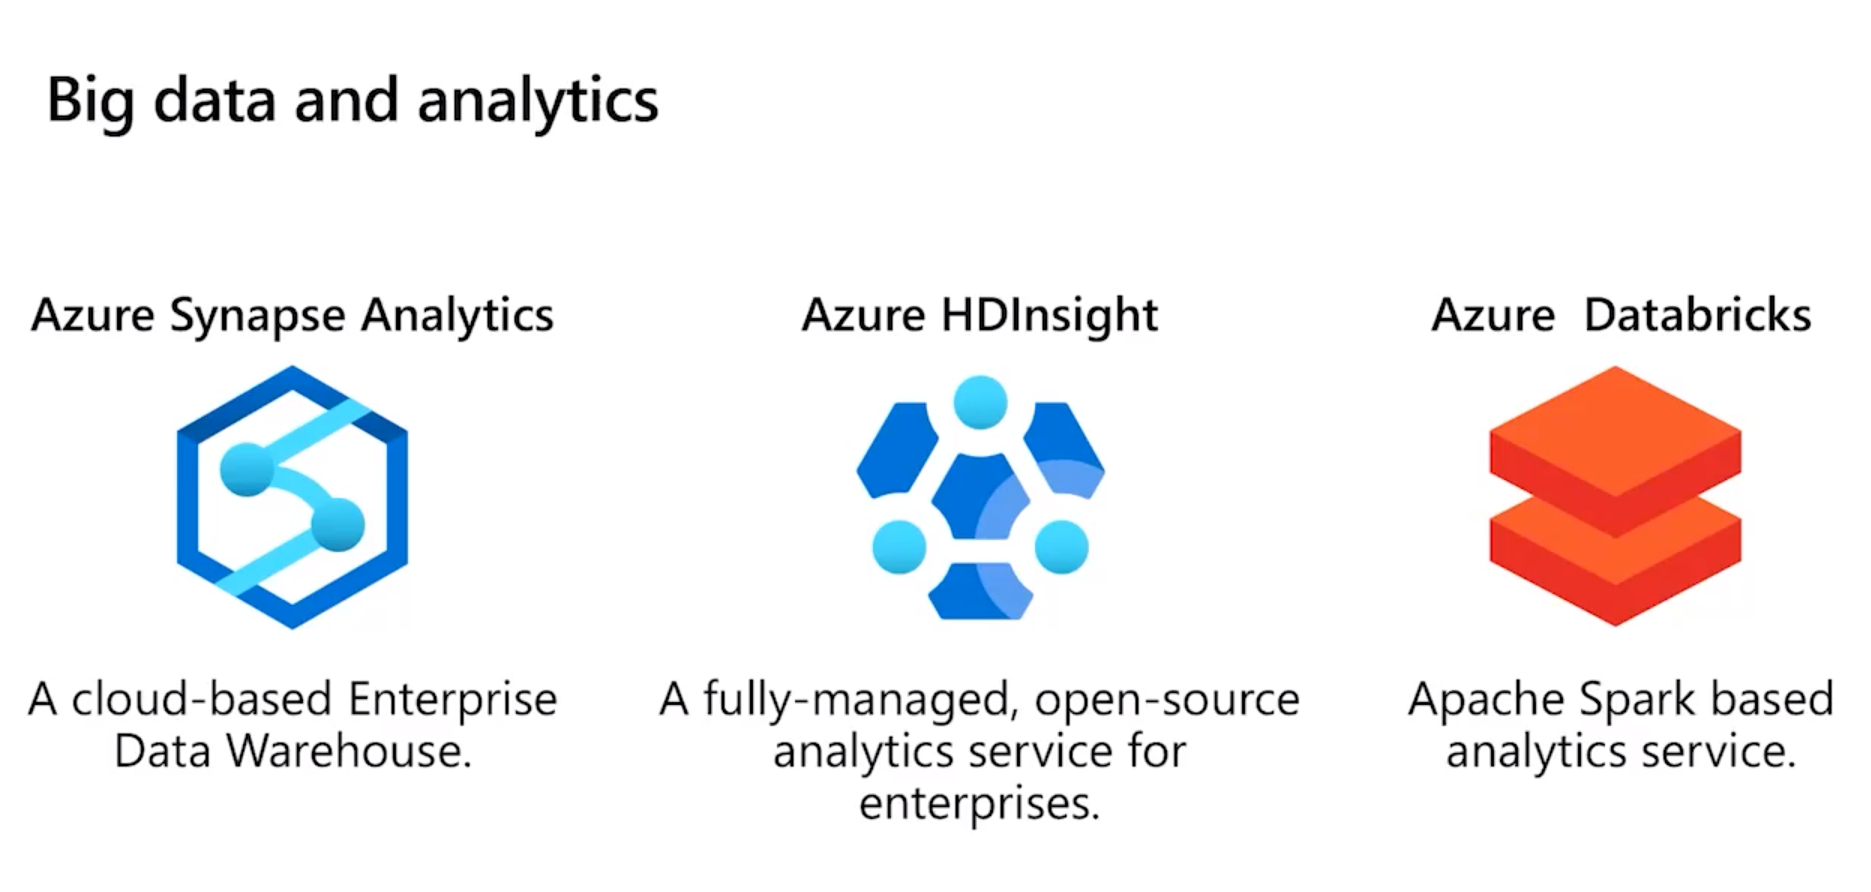 Big data and analytics
Azure Synapse Analytics
A cloud-based Enterprise
Data Warehouse.
Azure HDInsight
A fully-managed, open-source
analytics service for
enterprises.
Azure  Databricks
Apache Spark based
analytics service.